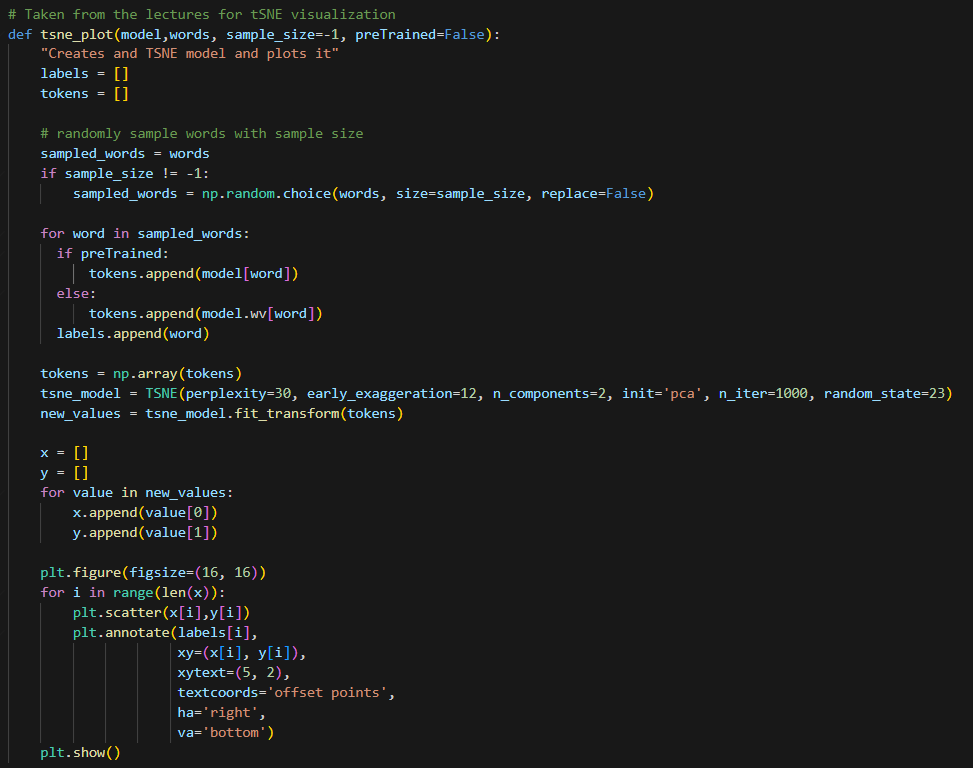 # Taken from the lectures for tSNE visualization
def tsne_plot(model,words, sample_size=-1, preTrained=False):
    "Creates and TSNE model and plots it"
    labels = []
    tokens = []

    # randomly sample words with sample size
    sampled_words = words
    if sample_size != -1:
        sampled_words = np.random.choice(words, size=sample_size, replace=False)

    for word in sampled_words:
      if preTrained:
          tokens.append(model[word])
      else:
          tokens.append(model.wv[word])
      labels.append(word)

    tokens = np.array(tokens)
    tsne_model = TSNE(perplexity=30, early_exaggeration=12, n_components=2, init='pca', n_iter=1000, random_state=23)
    new_values = tsne_model.fit_transform(tokens)

    x = []
    y = []
    for value in new_values:
        x.append(value[0])
        y.append(value[1])

    plt.figure(figsize=(16, 16))
    for i in range(len(x)):
        plt.scatter(x[i],y[i])
        plt.annotate(labels[i],
                     xy=(x[i], y[i]),
                     xytext=(5, 2),
                     textcoords='offset points',
                     ha='right',
                     va='bottom')
    plt.show()